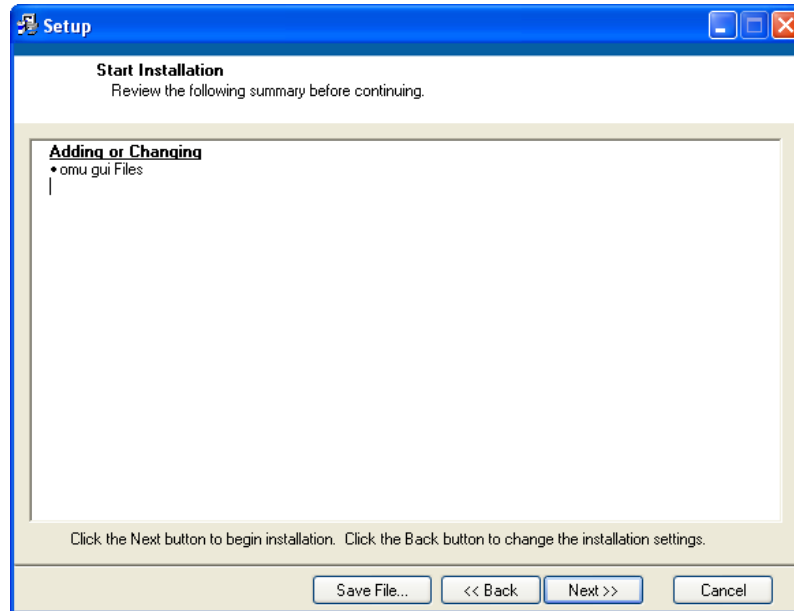 Setup
Start Installation
Review the following summary before continuing.
Adding or Changing
• omu gui Files
Click the Next button to begin installation. Click the Back button to change the installation settings.
Save File... << Back Next >> Cancel